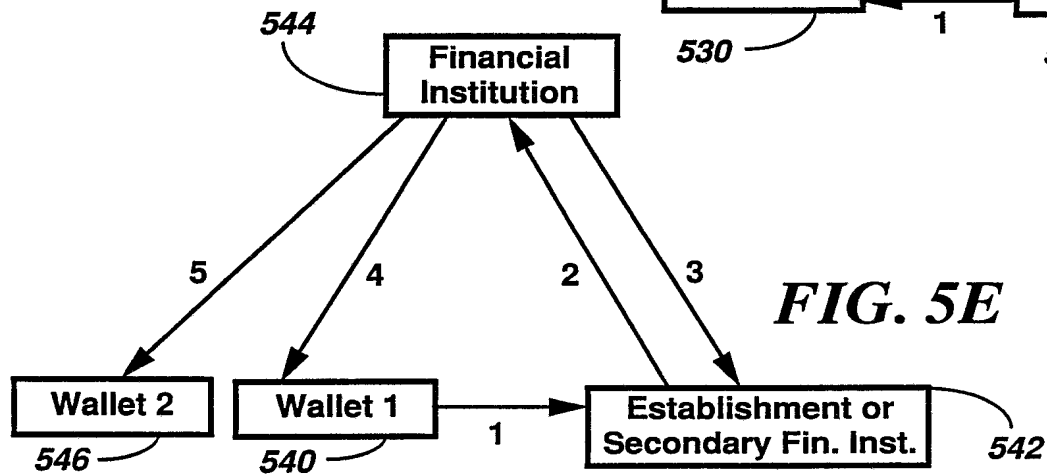 544
Financial
Institution
530
1
5
4
2
3
FIG. 5E
Wallet 2
Wallet 1
1
Establishment or
Secondary Fin. Inst.
546
540
542